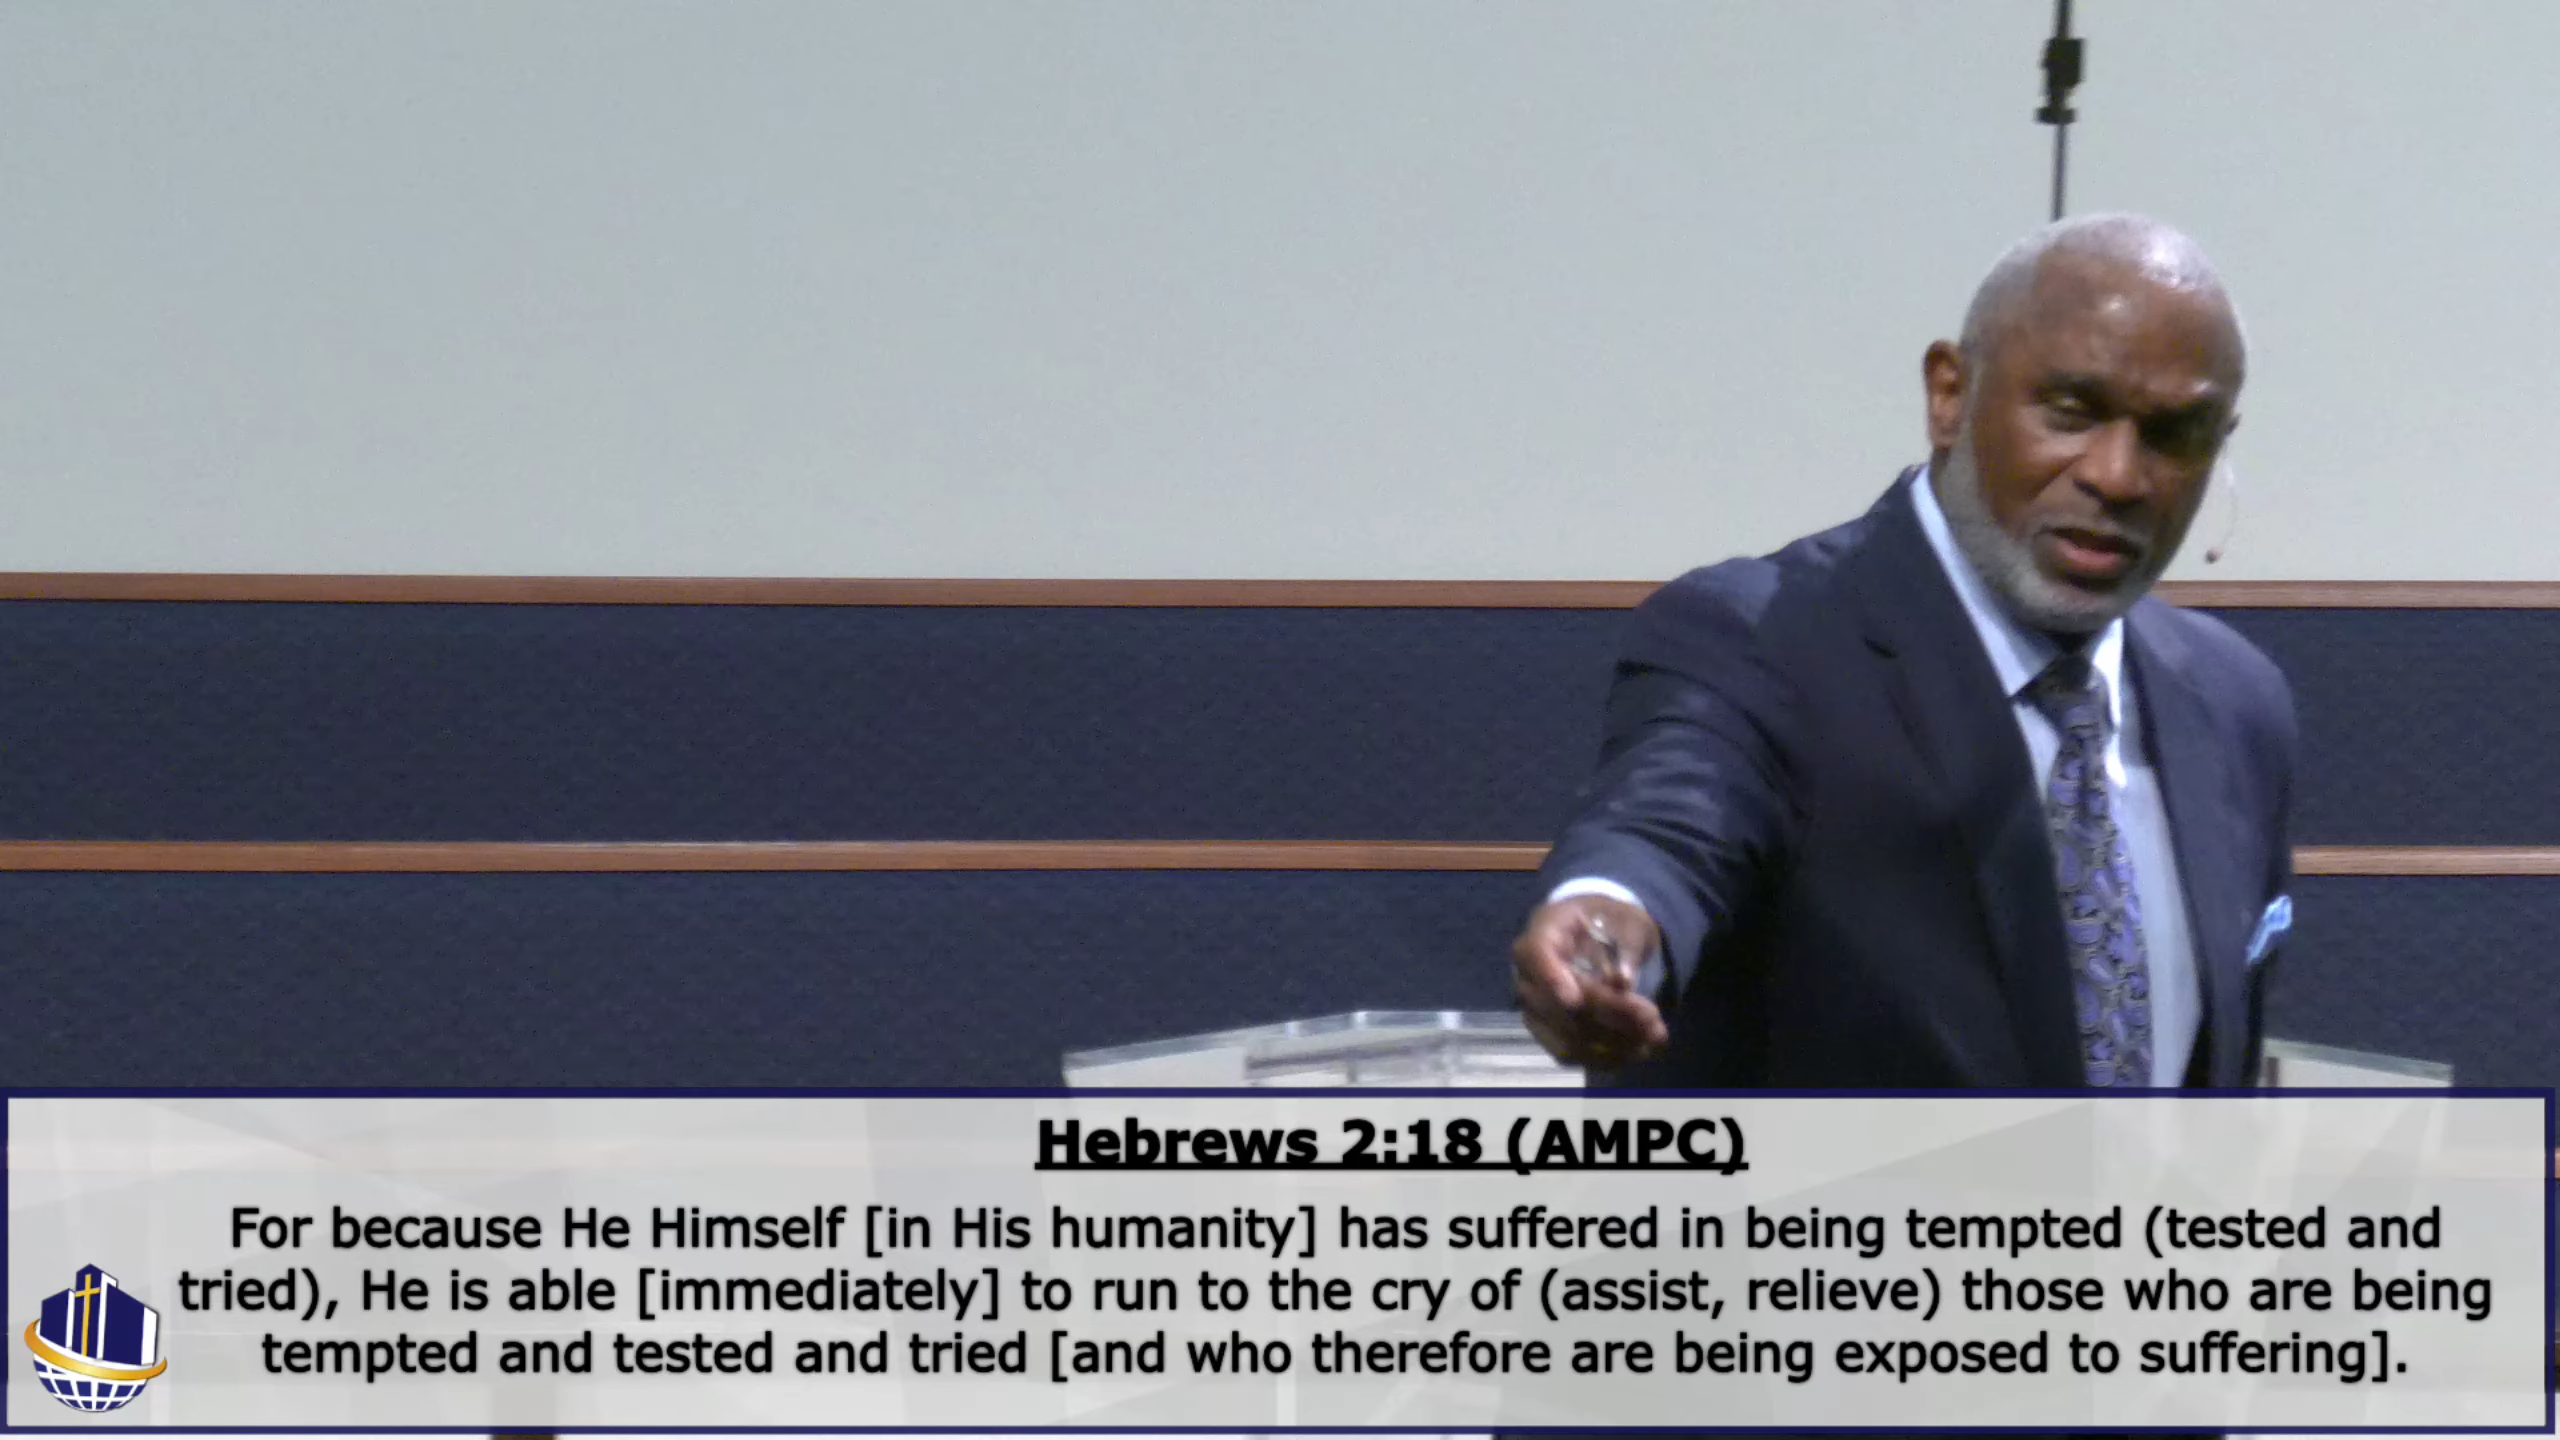 Hebrews 2:18 (AMPC)
For because He Himself [in His humanity] has suffered in being tempted (tested and
tried), He is able [immediately] to run to the cry of (assist, relieve) those who are being
tempted and tested and tried [and who therefore are being exposed to suffering].